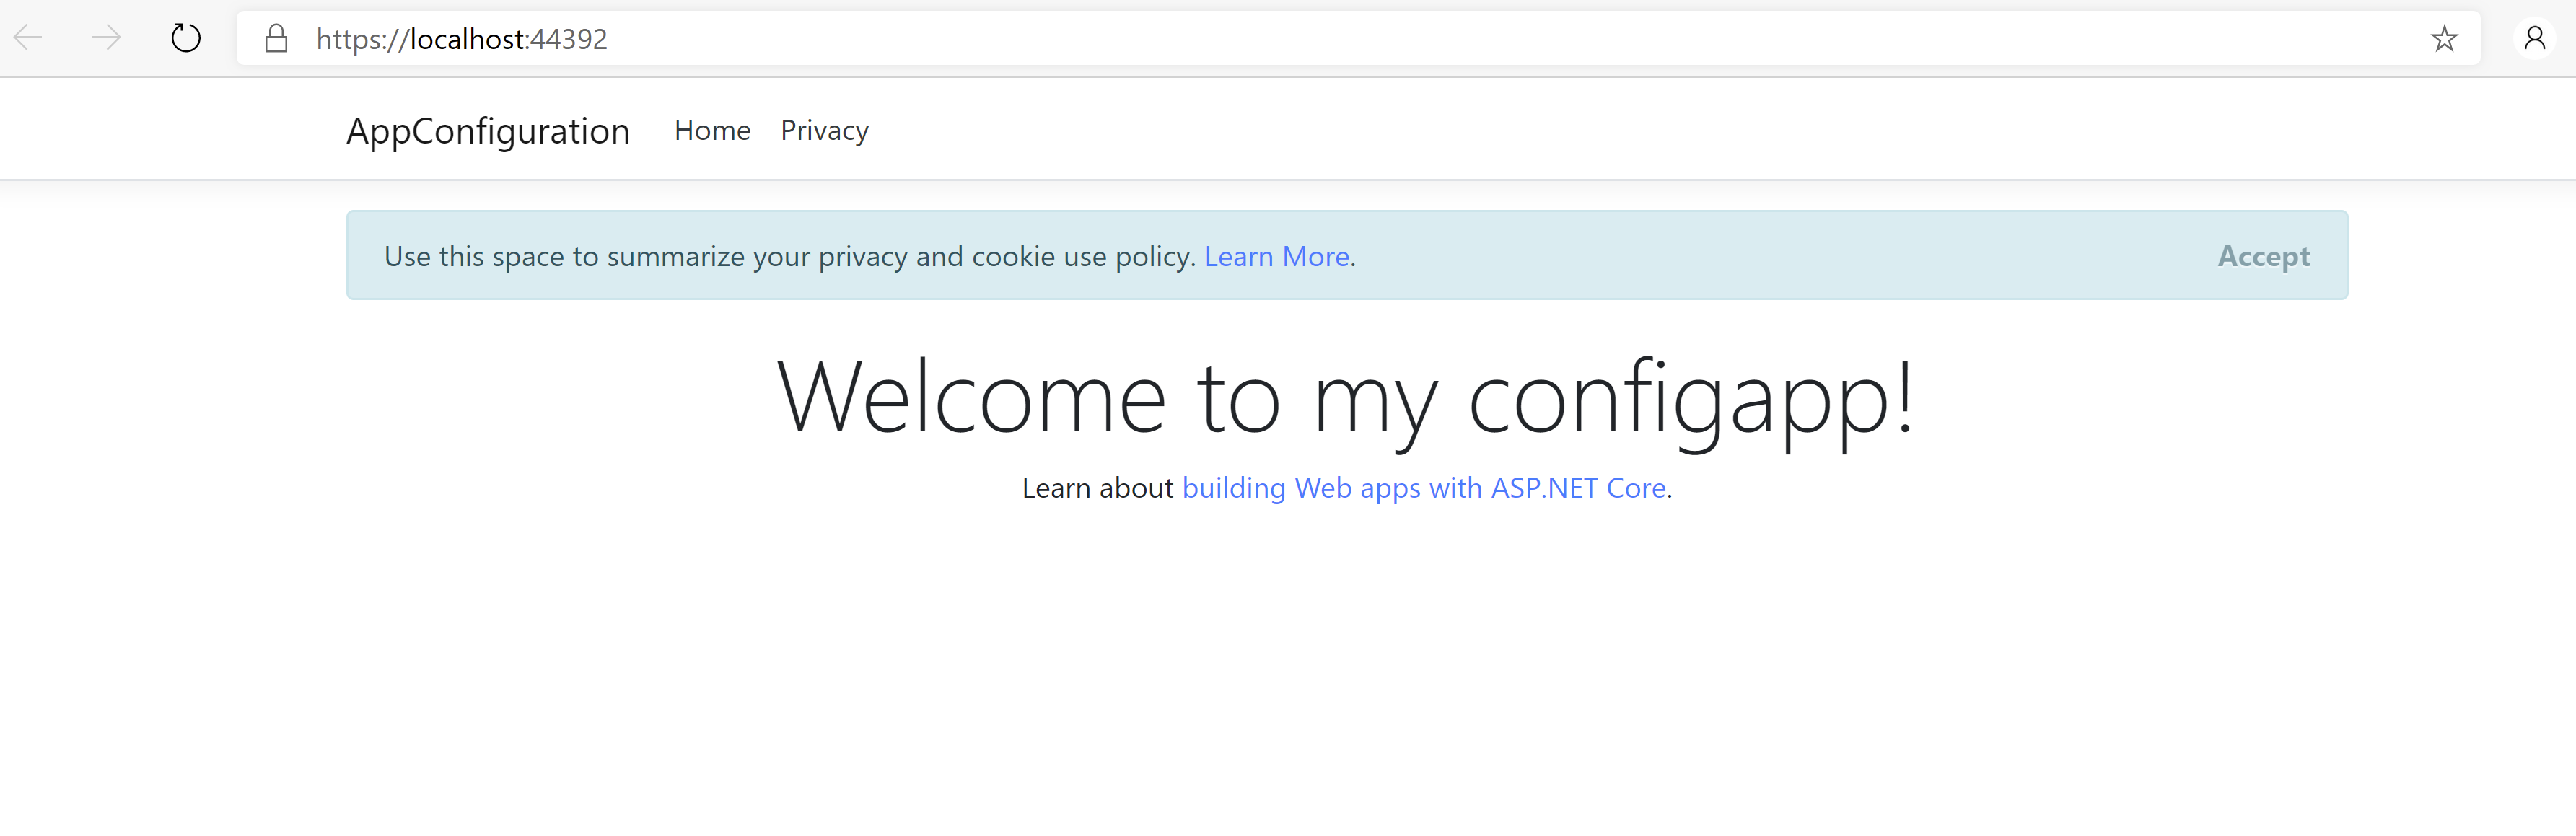 https://localhost:44392
AppConfiguration Home Privacy
Use this space to summarize your privacy and cookie use policy. Learn More. Accept
Welcome to my configapp!
Learn about building Web apps with ASP.NET Core.